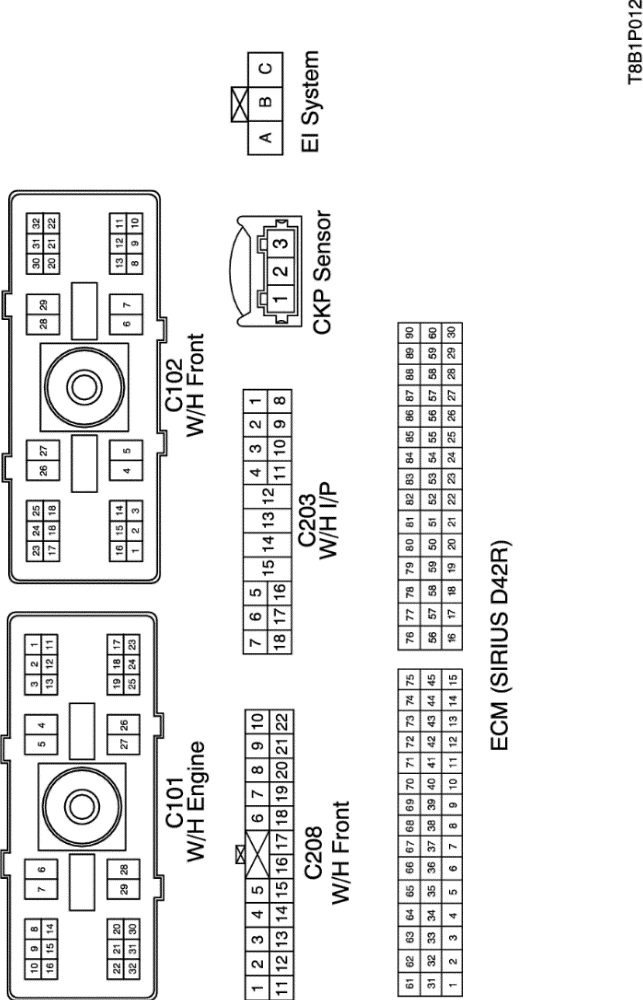 10 9 8
16 15 14
7 6
5 4
3 2 1
13 12 11
22 21 20
32 31 30
29 28
27 26
19 18 17
25 24 23
C101
W/H Engine
23 24 25
17 18 18
26 27
28 29
30 31 32
20 21 22
16 15 14
1 2 3
4 5
6 7
13 12 11
8 9 10
C102
W/H Front
1 2 3 4 5 6 7 8 9 10
11 12 13 14 15 16 17 18 19 20 21 22
C208
W/H Front
7 6 5 4 3 2 1
18 17 16 15 14 13 12 11 10 9 8
C203
W/H I/P
1 2 3
CKP Sensor
A B C
EI System
61 62 63 64 65 66 67 68 69 70 71 72 73 74 75
31 32 33 34 35 36 37 38 39 40 41 42 43 44 45
1 2 3 4 5 6 7 8 9 10 11 12 13 14 15
76 77 78 79 80 81 82 83 84 85 86 87 88 89 90
56 57 58 59 50 51 52 53 54 55 56 57 58 59 60
16 17 18 19 20 21 22 23 24 25 26 27 28 29 30
ECM (SIRIUS D42R)
T8B1P012